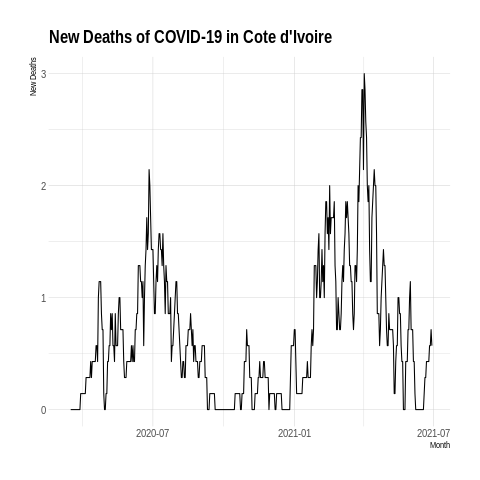 New Deaths of COVID-19 in Cote d'Ivoire
New Deaths
3
2
1
0
2020-07
2021-01
2021-07
Month